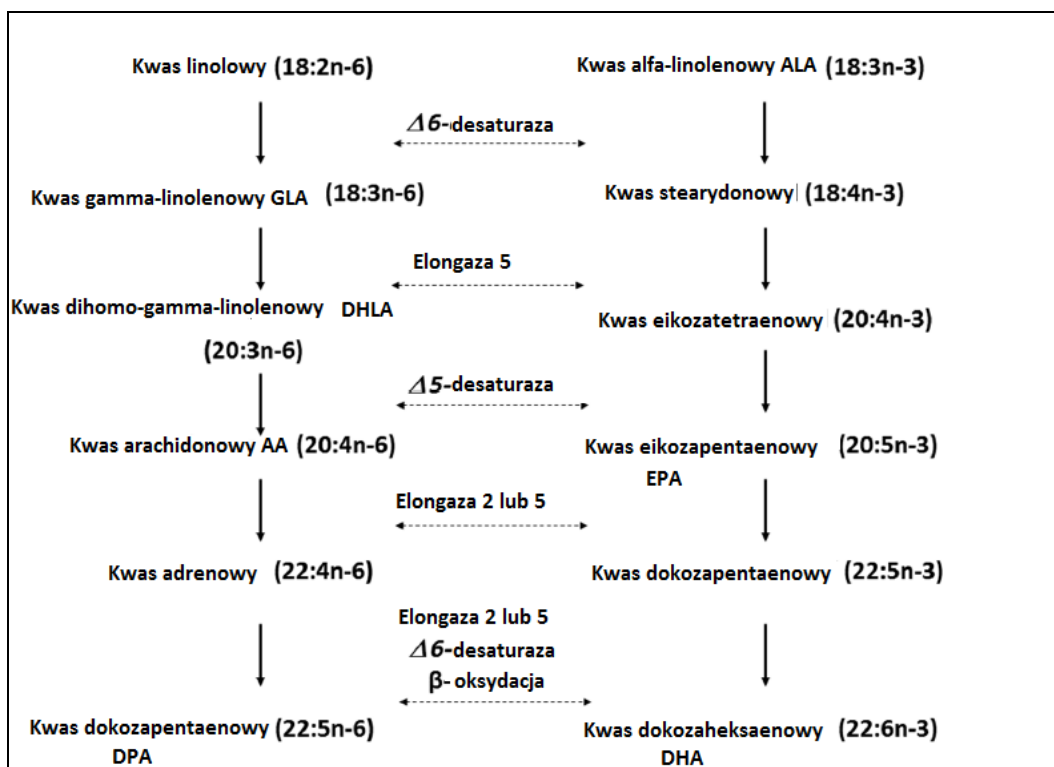 Kwas linolowy (18:2n-6)
Kwas alfa-linolenowy ALA (18:3n-3)
Δ6-desaturaza
Kwas gamma-linolenowy GLA (18:3n-6)
Kwas stearydonowy (18:4n-3)
Elongaza 5
Kwas dihomo-gamma-linolenowy DHLA
(20:3n-6)
Kwas eikozatetraenowy (20:4n-3)
Δ5-desaturaza
Kwas arachidonowy AA (20:4n-6)
Kwas eikozapentaenowy (20:5n-3)
EPA
Elongaza 2 lub 5
Kwas adrenowy (22:4n-6)
Kwas dokozapentaenowy (22:5n-3)
Elongaza 2 lub 5
Δ6-desaturaza
β- oksydacja
Kwas dokozapentaenowy (22:5n-6)
DPA
Kwas dokozaheksaenowy (22:6n-3)
DHA